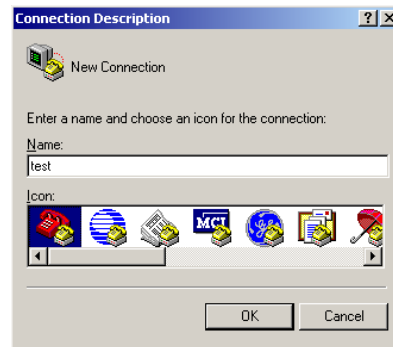 Connection Description
New Connection
Enter a name and choose an icon for the connection:
Name:
test
Icon:
MCI
OK
Cancel